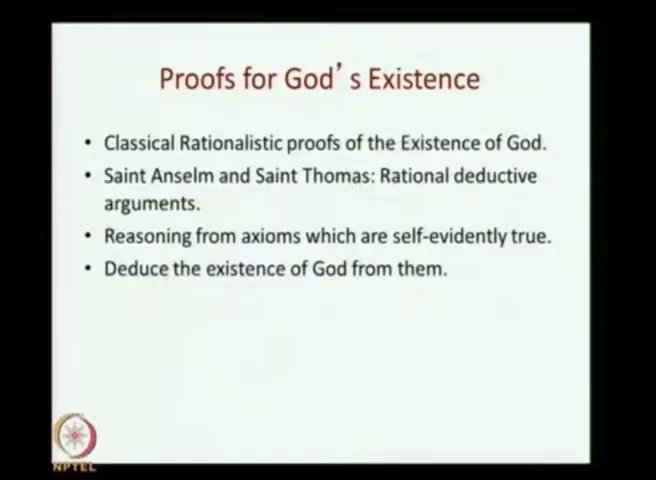 Proofs for God's Existence
• Classical Rationalistic proofs of the Existence of God.
• Saint Anselm and Saint Thomas: Rational deductive
arguments.
• Reasoning from axioms which are self-evidently true.
• Deduce the existence of God from them.
NPTEL